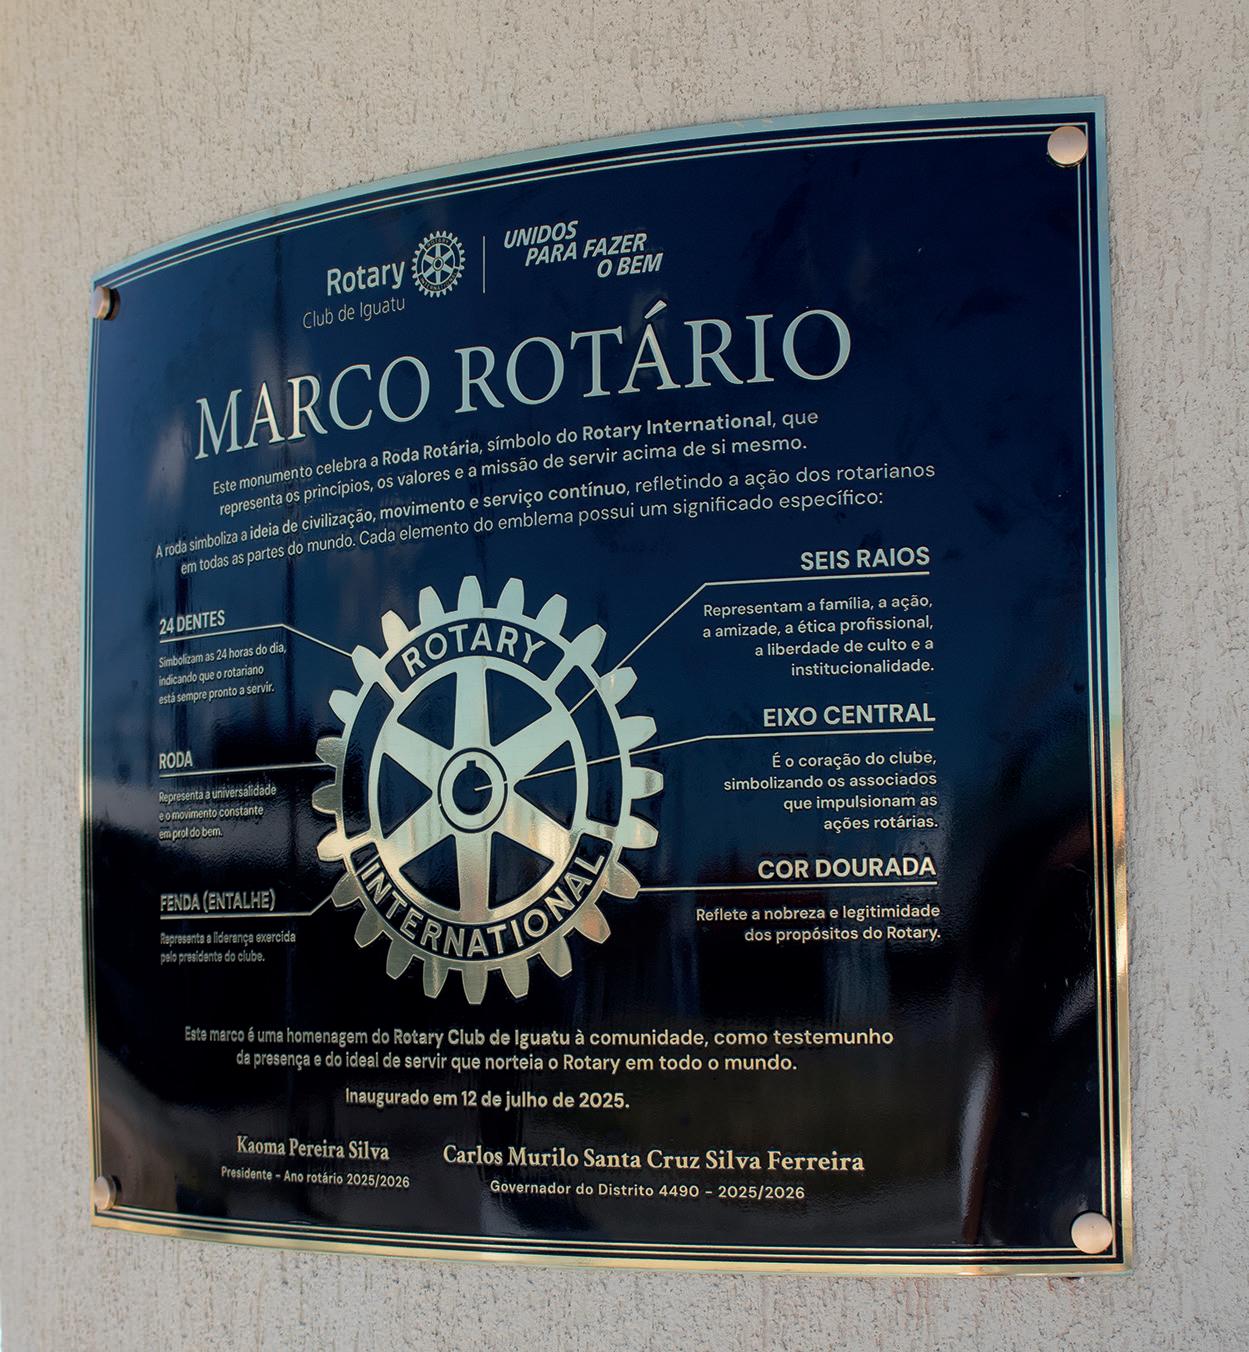 Rotary
Club de Iguatu
UNIDOS
PARA FAZER
O BEM
MARCO ROTÁRIO
Este monumento celebra a Roda Rotária, símbolo do Rotary International, que
representa os princípios, os valores e a missão de servir acima de si mesmo.
A roda simboliza a ideia de civilização, movimento e serviço contínuo, refletindo a ação dos rotarianos
em todas as partes do mundo. Cada elemento do emblema possui um significado específico:
24 DENTES
Simbolizam as 24 horas do dia,
indicando que o rotariano
está sempre pronto a servir.
RODA
Representa a universalidade
e o movimento constante
em prol do bem.
FENDA (ENTALHE)
Representa a liderança exercida
pelo presidente do clube.
ROTARY
INTERNATIONAL
SEIS RAIOS
Representam a família, a ação,
a amizade, a ética profissional,
a liberdade de culto e a
institucionalidade.
EIXO CENTRAL
É o coração do clube,
simbolizando os associados
que impulsionam as
ações rotárias.
COR DOURADA
Reflete a nobreza e legitimidade
dos propósitos do Rotary.
Este marco é uma homenagem do Rotary Club de Iguatu à comunidade, como testemunho
da presença e do ideal de servir que norteia o Rotary em todo o mundo.
Inaugurado em 12 de julho de 2025.
Kaoma Pereira Silva
Presidente - Ano rotário 2025/2026
Carlos Murilo Santa Cruz Silva Ferreira
Governador do Distrito 4490 - 2025/2026